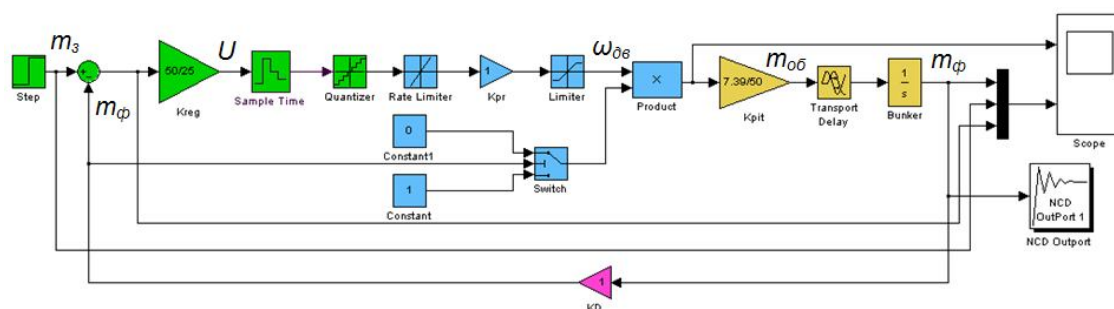 m_з
U
ω_дв
m_об
m_ф
50/25
1
7.39/50
1
s
Step
m_ф
Kreg
Sample Time
Quantizer
Rate Limiter
Kpr
Limiter
Product
Kpit
Transport
Delay
Bunker
Scope
0
Constant1
Switch
1
Constant
NCD
OutPort 1
NCD Outport
1